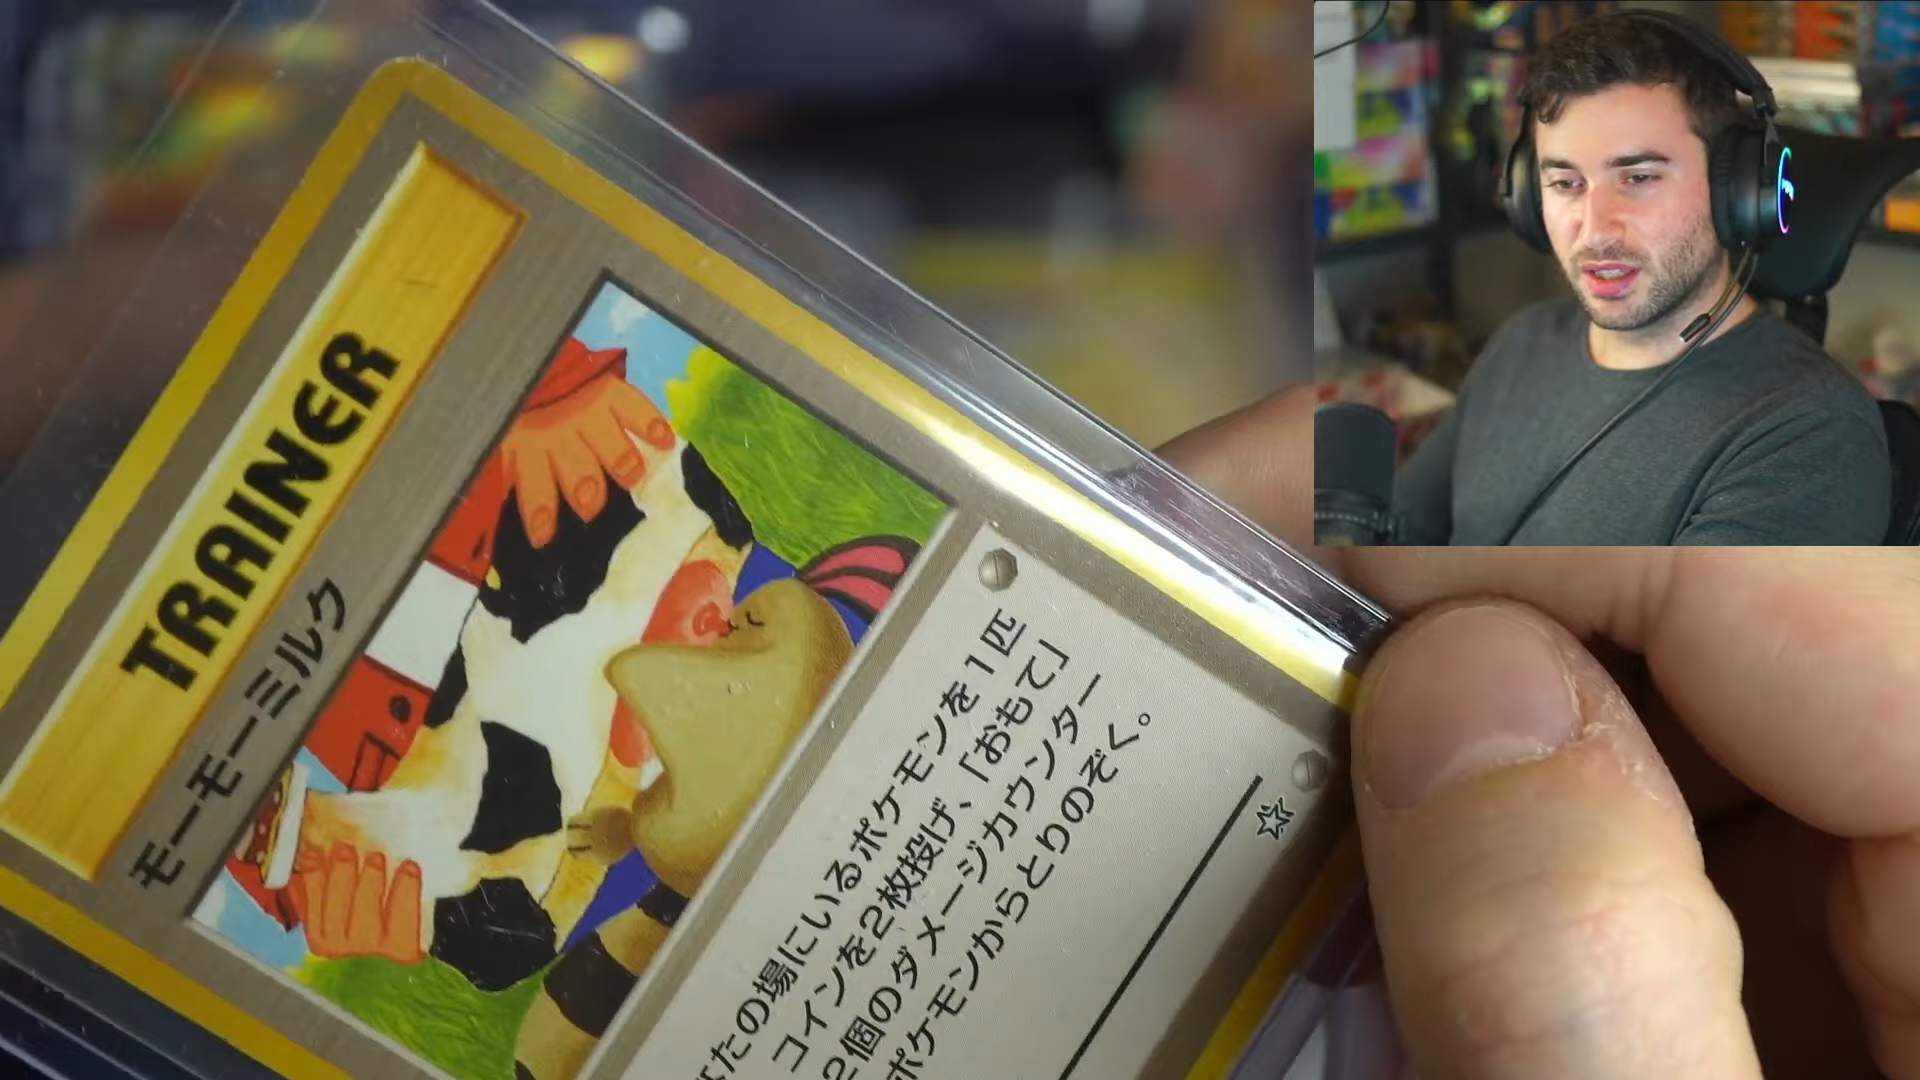 TRAINER
モーモーミルク
たの場にいるポケモンを1匹
コインを2枚投げ、「おもて」
2個のダメージカウンター
ポケモンからとりのぞく。